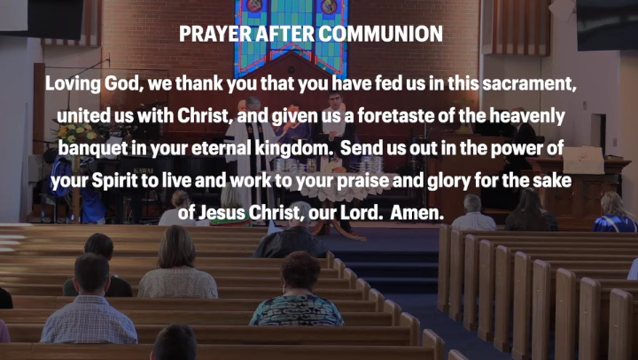 PRAYER AFTER COMMUNION
Loving God, we thank you that you have fed us in this sacrament,
united us with Christ, and given us a foretaste of the heavenly
banquet in your eternal kingdom. Send us out in the power of
your Spirit to live and work to your praise and glory for the sake
of Jesus Christ, our Lord. Amen.